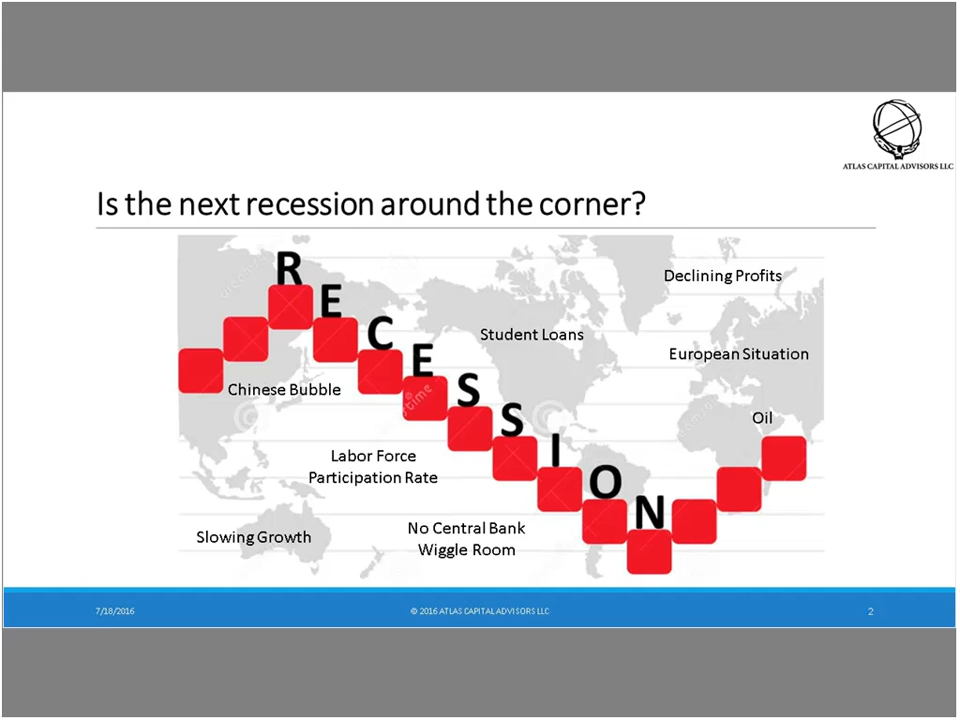 ATLAS CAPITAL ADVISORS LLC
Is the next recession around the corner?
RECESSION
Declining Profits
Student Loans
European Situation
Chinese Bubble
Oil
Labor Force
Participation Rate
No Central Bank
Wiggle Room
Slowing Growth
7/18/2016
© 2016 ATLAS CAPITAL ADVISORS LLC
2